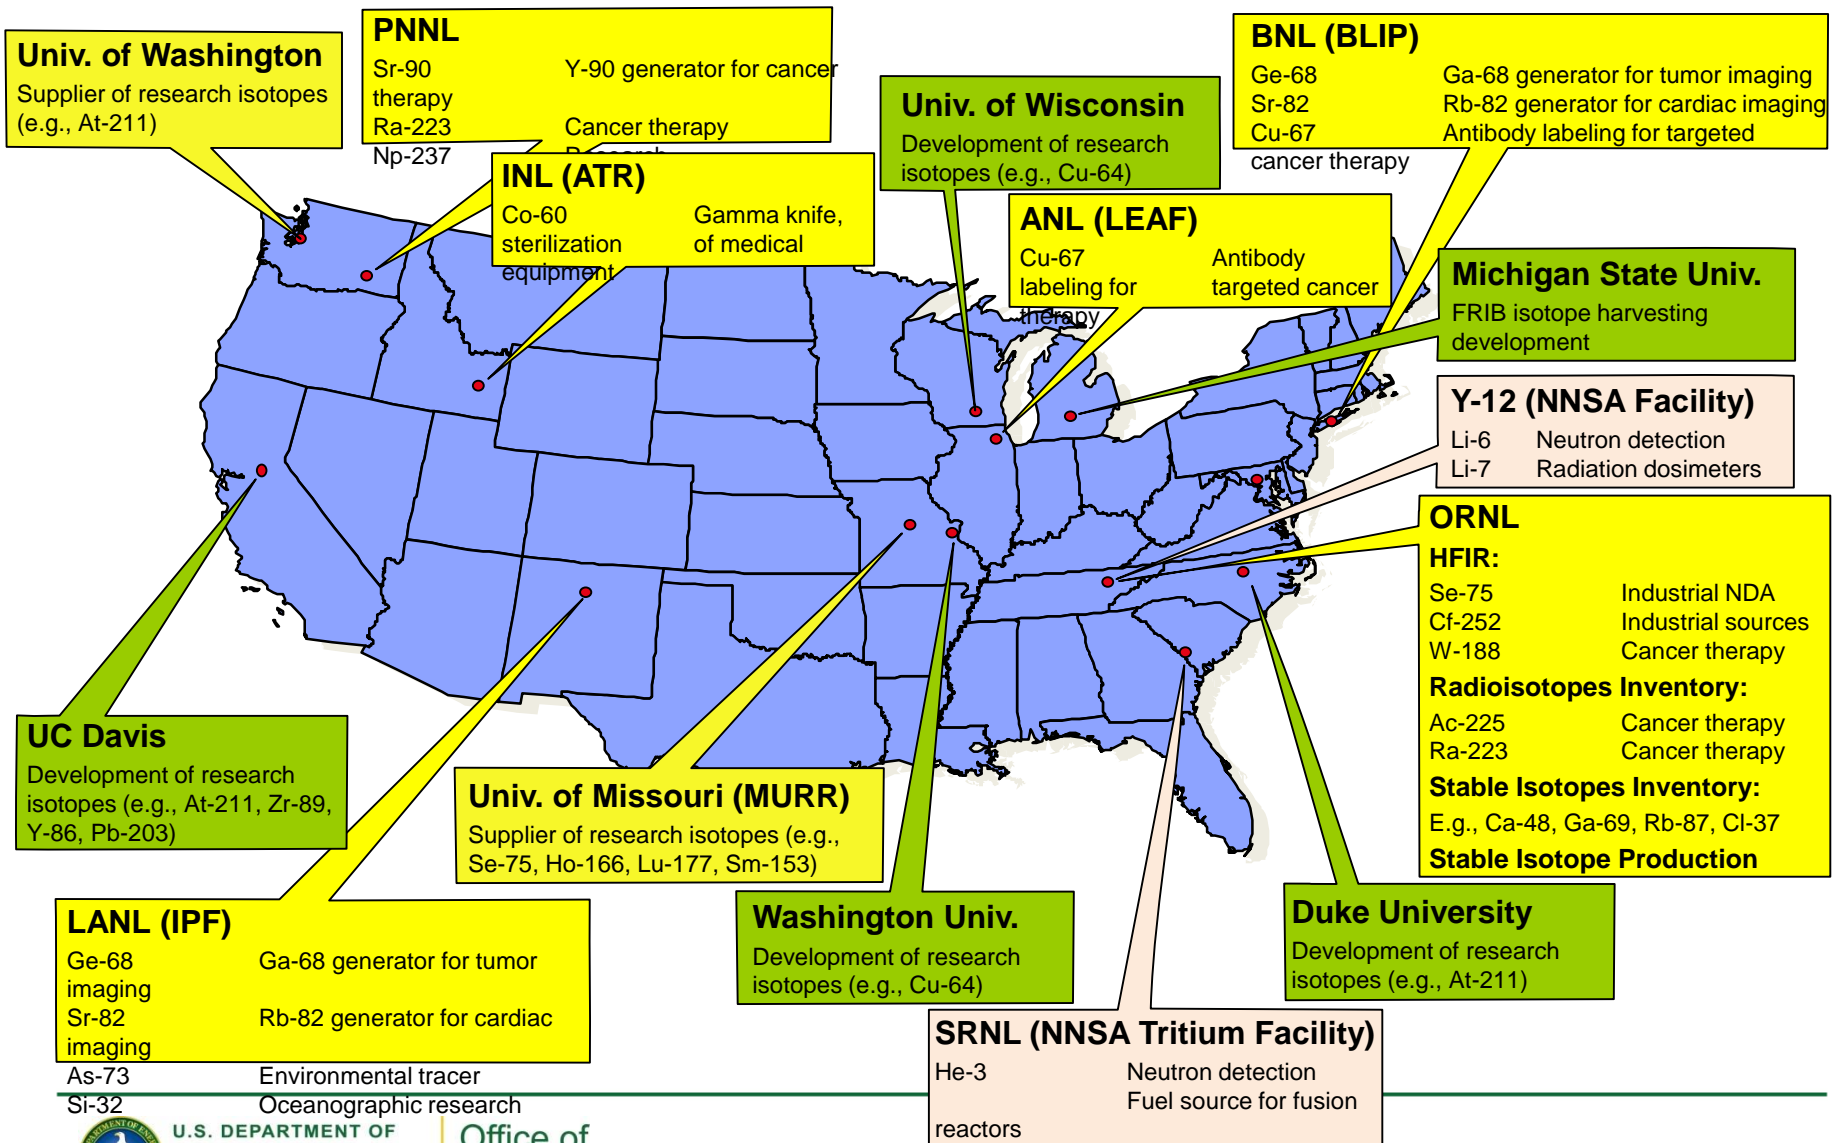 Univ. of Washington
Supplier of research isotopes
(e.g., At-211)
PNNL
Sr-90 Y-90 generator for cancer
therapy
Ra-223 Cancer therapy
Np-237 Research
INL (ATR)
Co-60 Gamma knife,
sterilization of medical
equipment
Univ. of Wisconsin
Development of research
isotopes (e.g., Cu-64)
ANL (LEAF)
Cu-67 Antibody
labeling for targeted cancer
therapy
BNL (BLIP)
Ge-68 Ga-68 generator for tumor imaging
Sr-82 Rb-82 generator for cardiac imaging
Cu-67 Antibody labeling for targeted
cancer therapy
Michigan State Univ.
FRIB isotope harvesting
development
Y-12 (NNSA Facility)
Li-6 Neutron detection
Li-7 Radiation dosimeters
ORNL
HFIR:
Se-75 Industrial NDA
Cf-252 Industrial sources
W-188 Cancer therapy
Radioisotopes Inventory:
Ac-225 Cancer therapy
Ra-223 Cancer therapy
Stable Isotopes Inventory:
E.g., Ca-48, Ga-69, Rb-87, Cl-37
Stable Isotope Production
UC Davis
Development of research
isotopes (e.g., At-211, Zr-89,
Y-86, Pb-203)
Univ. of Missouri (MURR)
Supplier of research isotopes (e.g.,
Se-75, Ho-166, Lu-177, Sm-153)
LANL (IPF)
Ge-68 Ga-68 generator for tumor
imaging
Sr-82 Rb-82 generator for cardiac
imaging
As-73 Environmental tracer
Si-32 Oceanographic research
Washington Univ.
Development of research
isotopes (e.g., Cu-64)
Duke University
Development of research
isotopes (e.g., At-211)
SRNL (NNSA Tritium Facility)
He-3 Neutron detection
Fuel source for fusion
reactors
U.S. DEPARTMENT OF
Office of